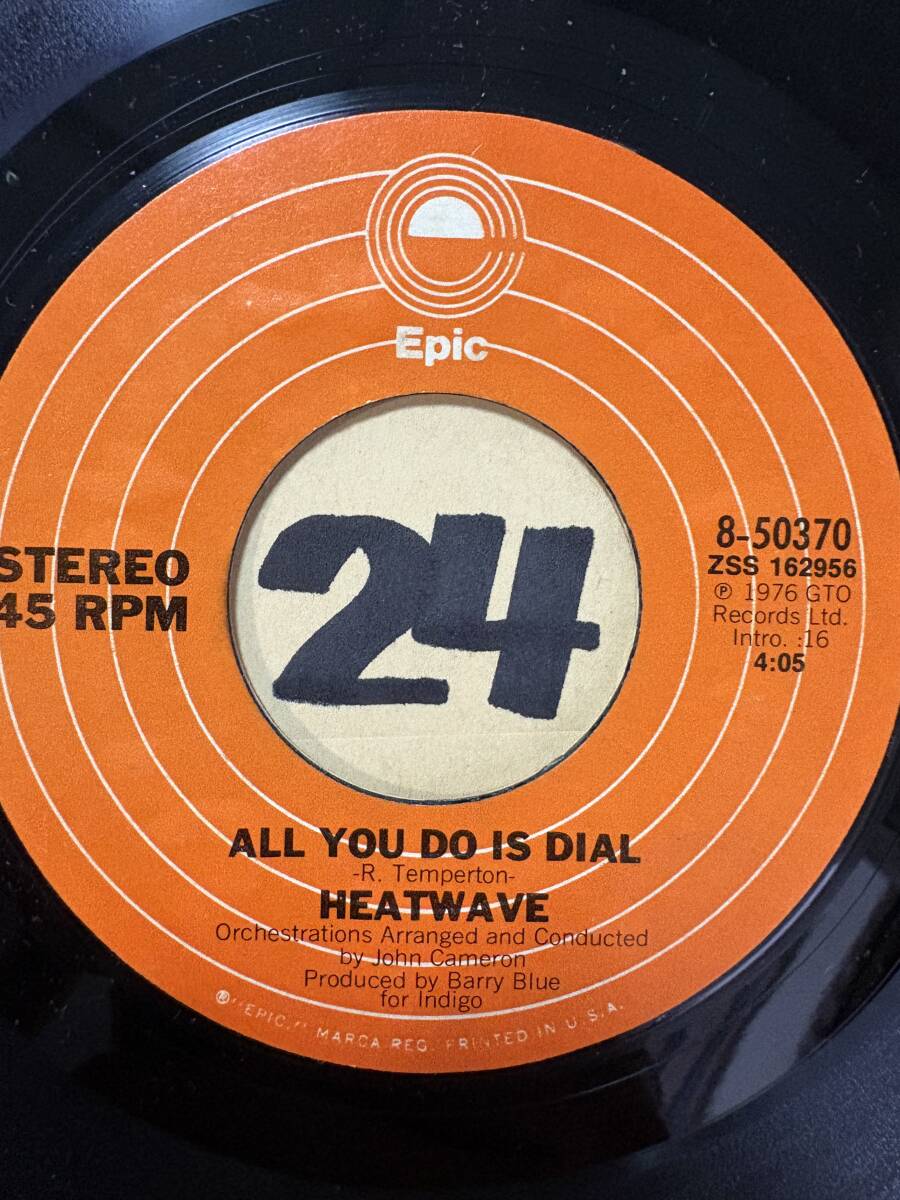 Epic
24
STEREO
45 RPM
8-50370
ZSS 162956
℗ 1976 GTO
Records Ltd.
Intro. :16
4:05
ALL YOU DO IS DIAL
-R. Temperton-
HEATWAVE
Orchestrations Arranged and Conducted
by John Cameron
Produced by Barry Blue
for Indigo
® "EPIC," MARCA REG. PRINTED IN U.S.A.